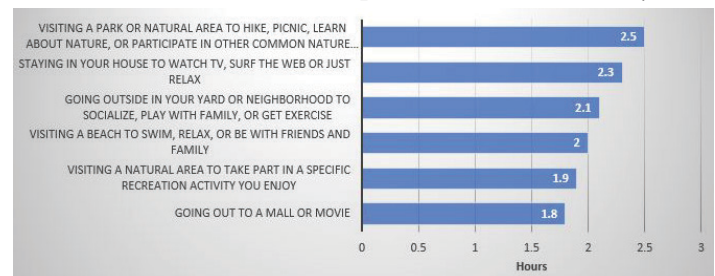 VISITING A PARK OR NATURAL AREA TO HIKE, PICNIC, LEARN
ABOUT NATURE, OR PARTICIPATE IN OTHER COMMON NATURE...
2.5
STAYING IN YOUR HOUSE TO WATCH TV, SURF THE WEB OR JUST
RELAX
2.3
GOING OUTSIDE IN YOUR YARD OR NEIGHBORHOOD TO
SOCIALIZE, PLAY WITH FAMILY, OR GET EXERCISE
2.1
VISITING A BEACH TO SWIM, RELAX, OR BE WITH FRIENDS AND
FAMILY
2
VISITING A NATURAL AREA TO TAKE PART IN A SPECIFIC
RECREATION ACTIVITY YOU ENJOY
1.9
GOING OUT TO A MALL OR MOVIE
1.8
0 0.5 1 1.5 2 2.5 3
Hours